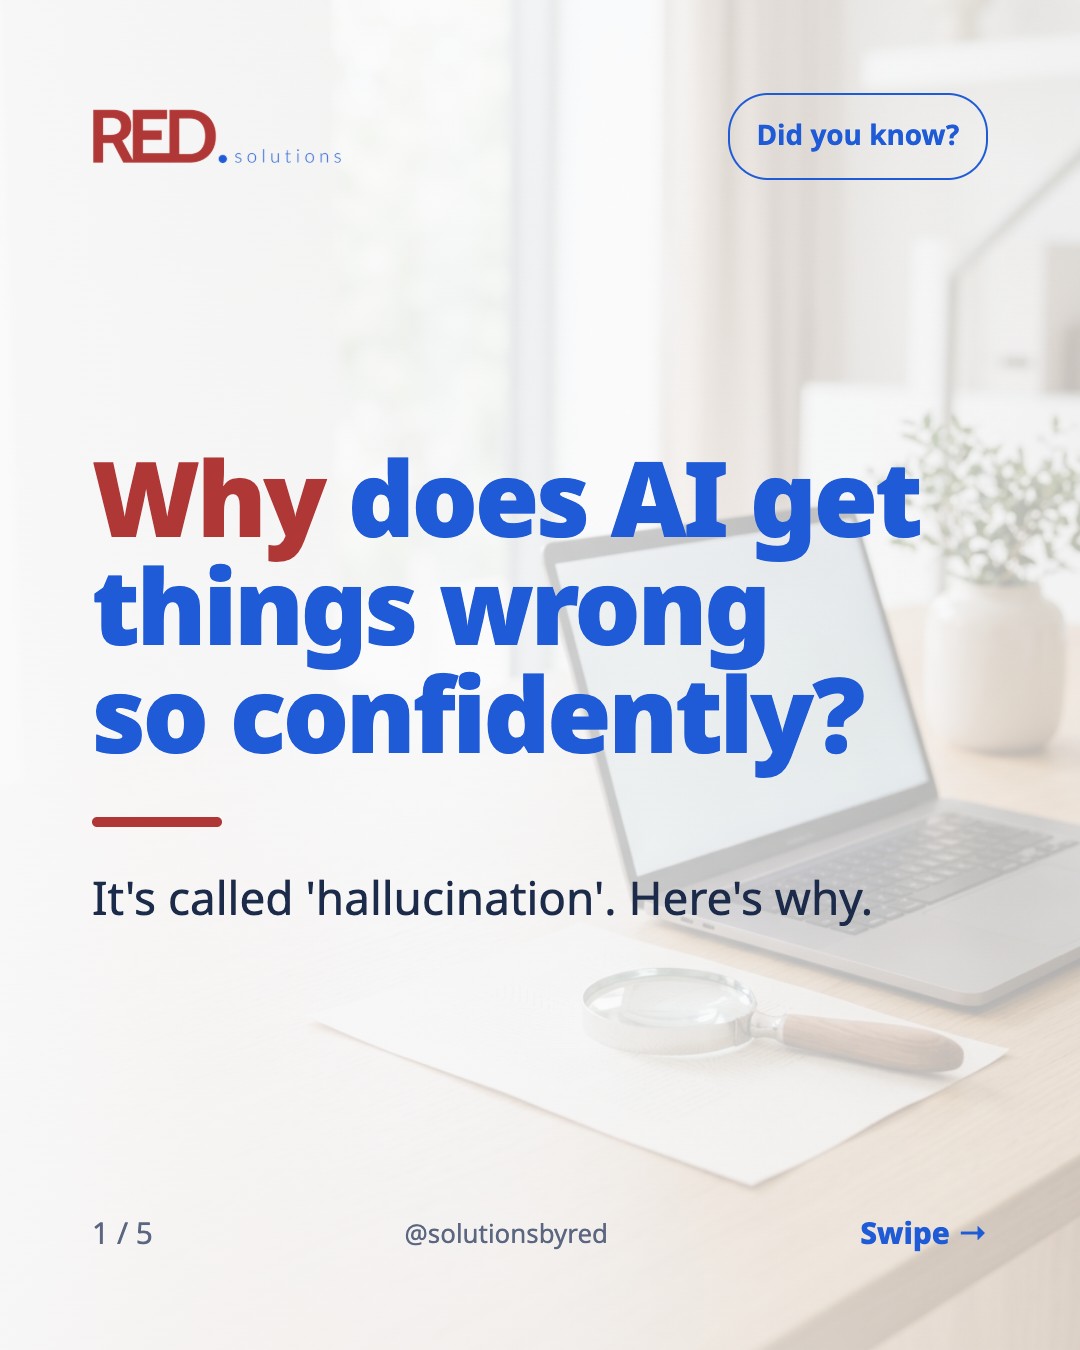 RED.solutions
Did you know?
Why does AI get
things wrong
so confidently?
It's called 'hallucination'. Here's why.
1 / 5
@solutionsbyred
Swipe →